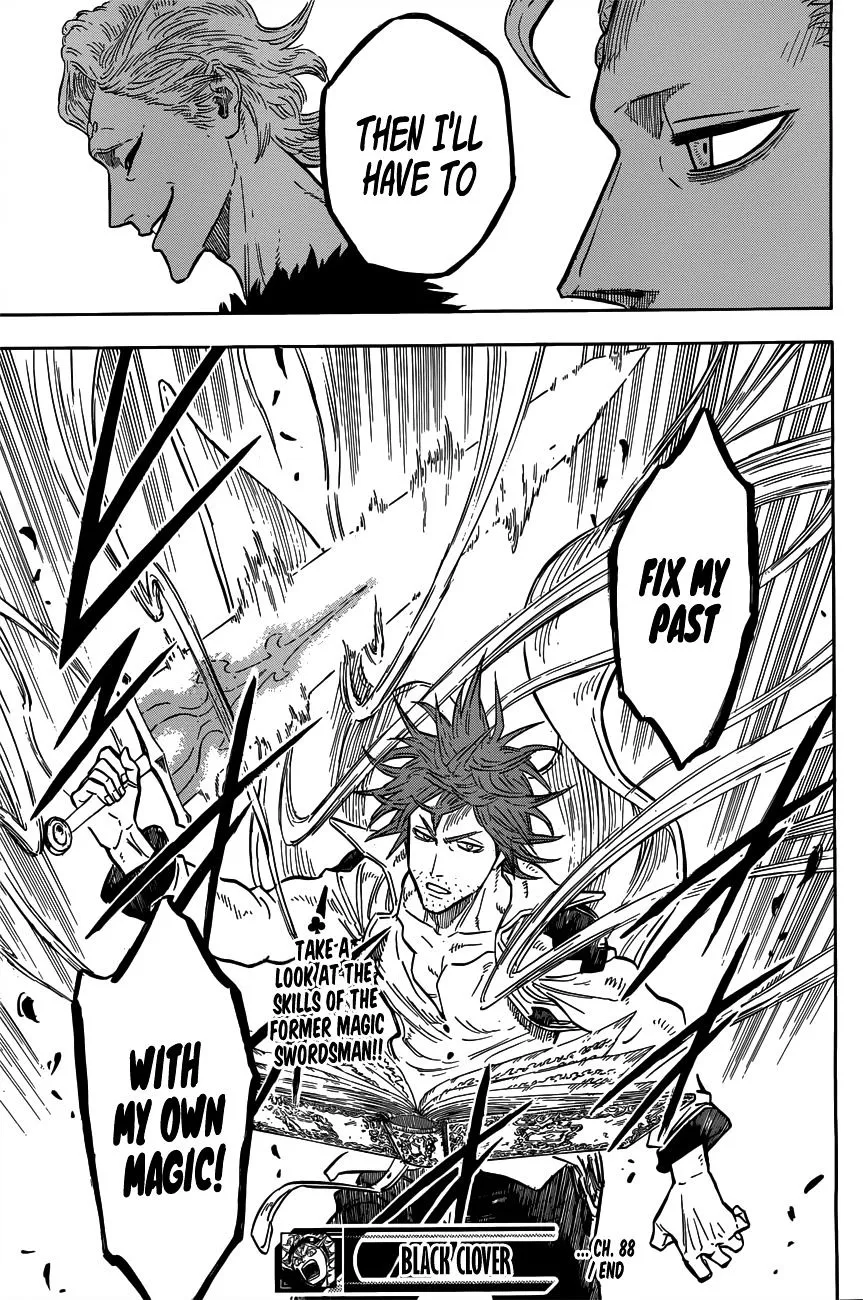 THEN I'LL
HAVE TO
FIX MY
PAST
WITH
MY OWN
MAGIC!
TAKE A
LOOK AT THE
SKILLS OF THE
FORMER MAGIC
SWORDSMAN!!
BLACK CLOVER
... CH. 88
/ END